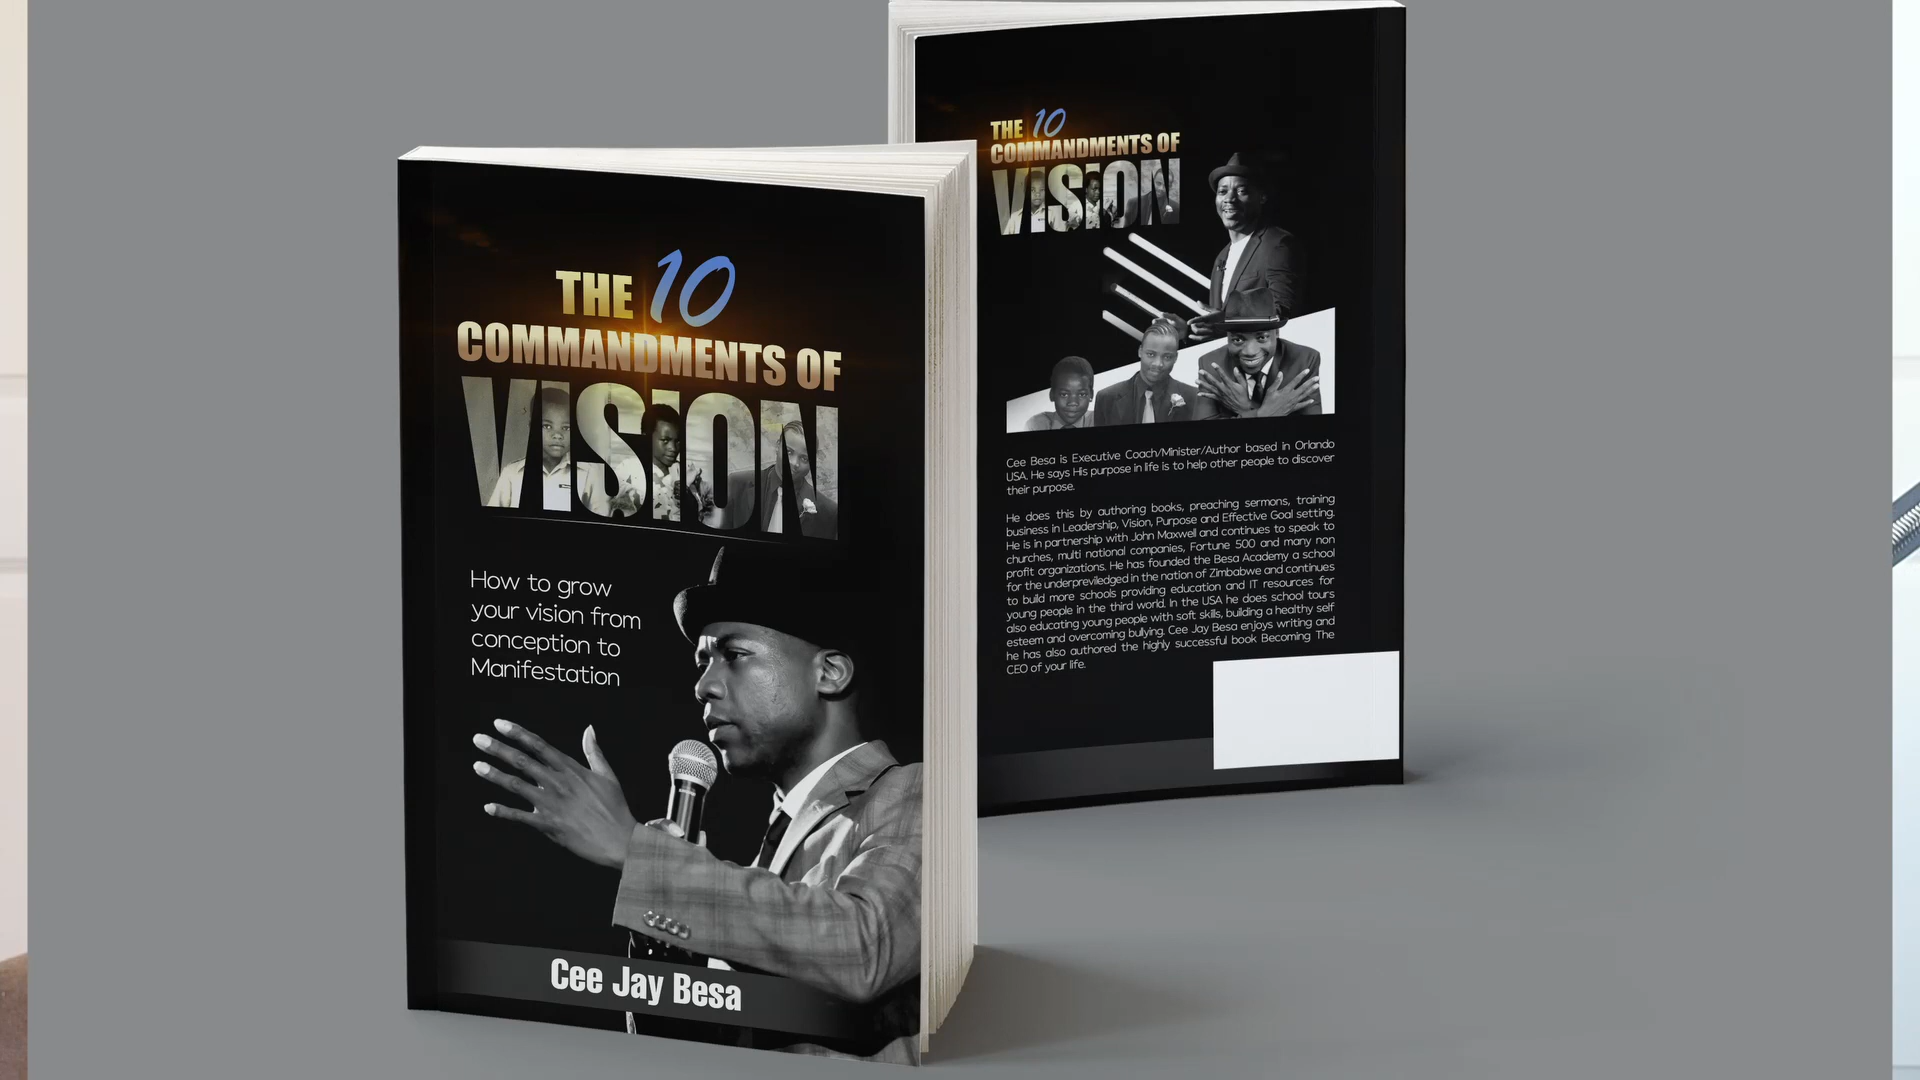 THE 10
COMMANDMENTS OF
VISION
How to grow
your vision from
conception to
Manifestation
Cee Jay Besa
THE 10
COMMANDMENTS OF
VISION
Cee Besa is Executive Coach/Minister/Author based in Orlando
USA. He says His purpose in life is to help other people to discover
their purpose.
He does this by authoring books, preaching sermons, training
business in Leadership, Vision, Purpose and Effective Goal setting.
He is in partnership with John Maxwell and continues to speak to
churches, multi national companies, Fortune 500 and many non
profit organizations. He has founded the Besa Academy a school
for the underpreviledged in the nation of Zimbabwe and continues
to build more schools providing education and IT resources for
young people in the third world. In the USA he does school tours
also educating young people with soft skills, building a healthy self
esteem and overcoming bullying. Cee Jay Besa enjoys writing and
he has also authored the highly successful book Becoming The
CEO of your life.